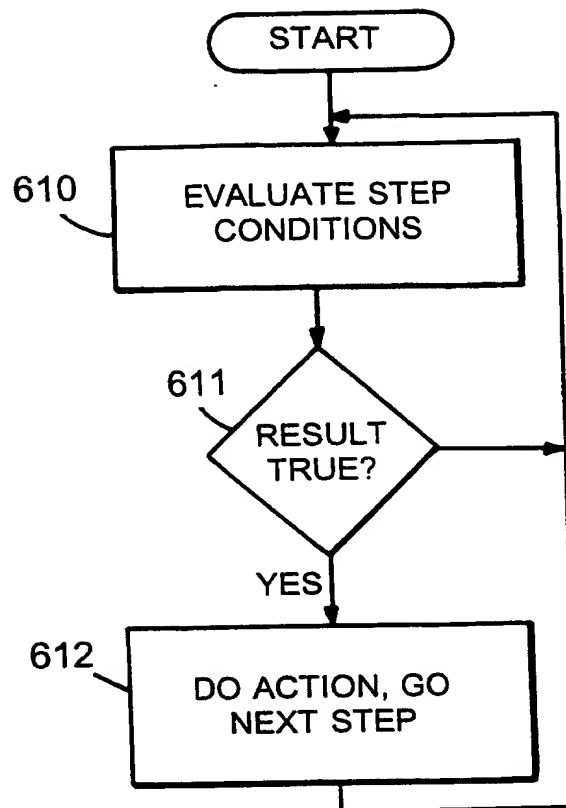 START
610
EVALUATE STEP
CONDITIONS
611
RESULT
TRUE?
YES
612
DO ACTION, GO
NEXT STEP